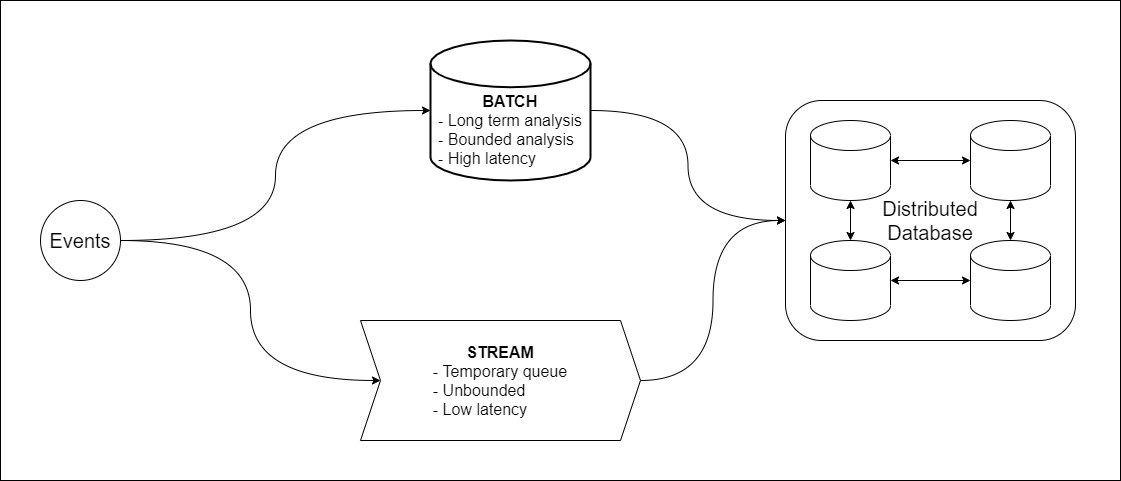 Events
BATCH
- Long term analysis
- Bounded analysis
- High latency
STREAM
- Temporary queue
- Unbounded
- Low latency
Distributed
Database